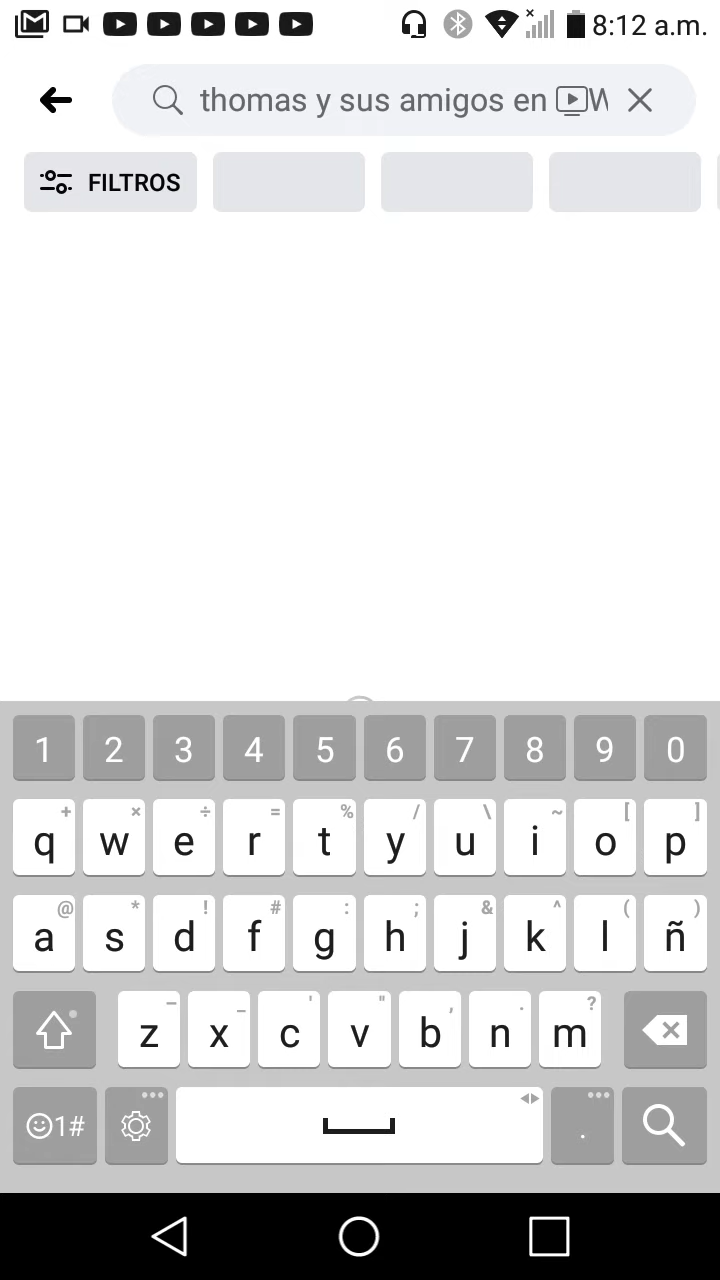 8:12 a.m.
thomas y sus amigos en W
FILTROS
1 2 3 4 5 6 7 8 9 0
+ × ÷ = % / \ ~ [ ]
q w e r t y u i o p
@ * ! # : ; & ^ ( )
a s d f g h j k l ñ
– _ ' " , . ?
z x c v b n m
1# .